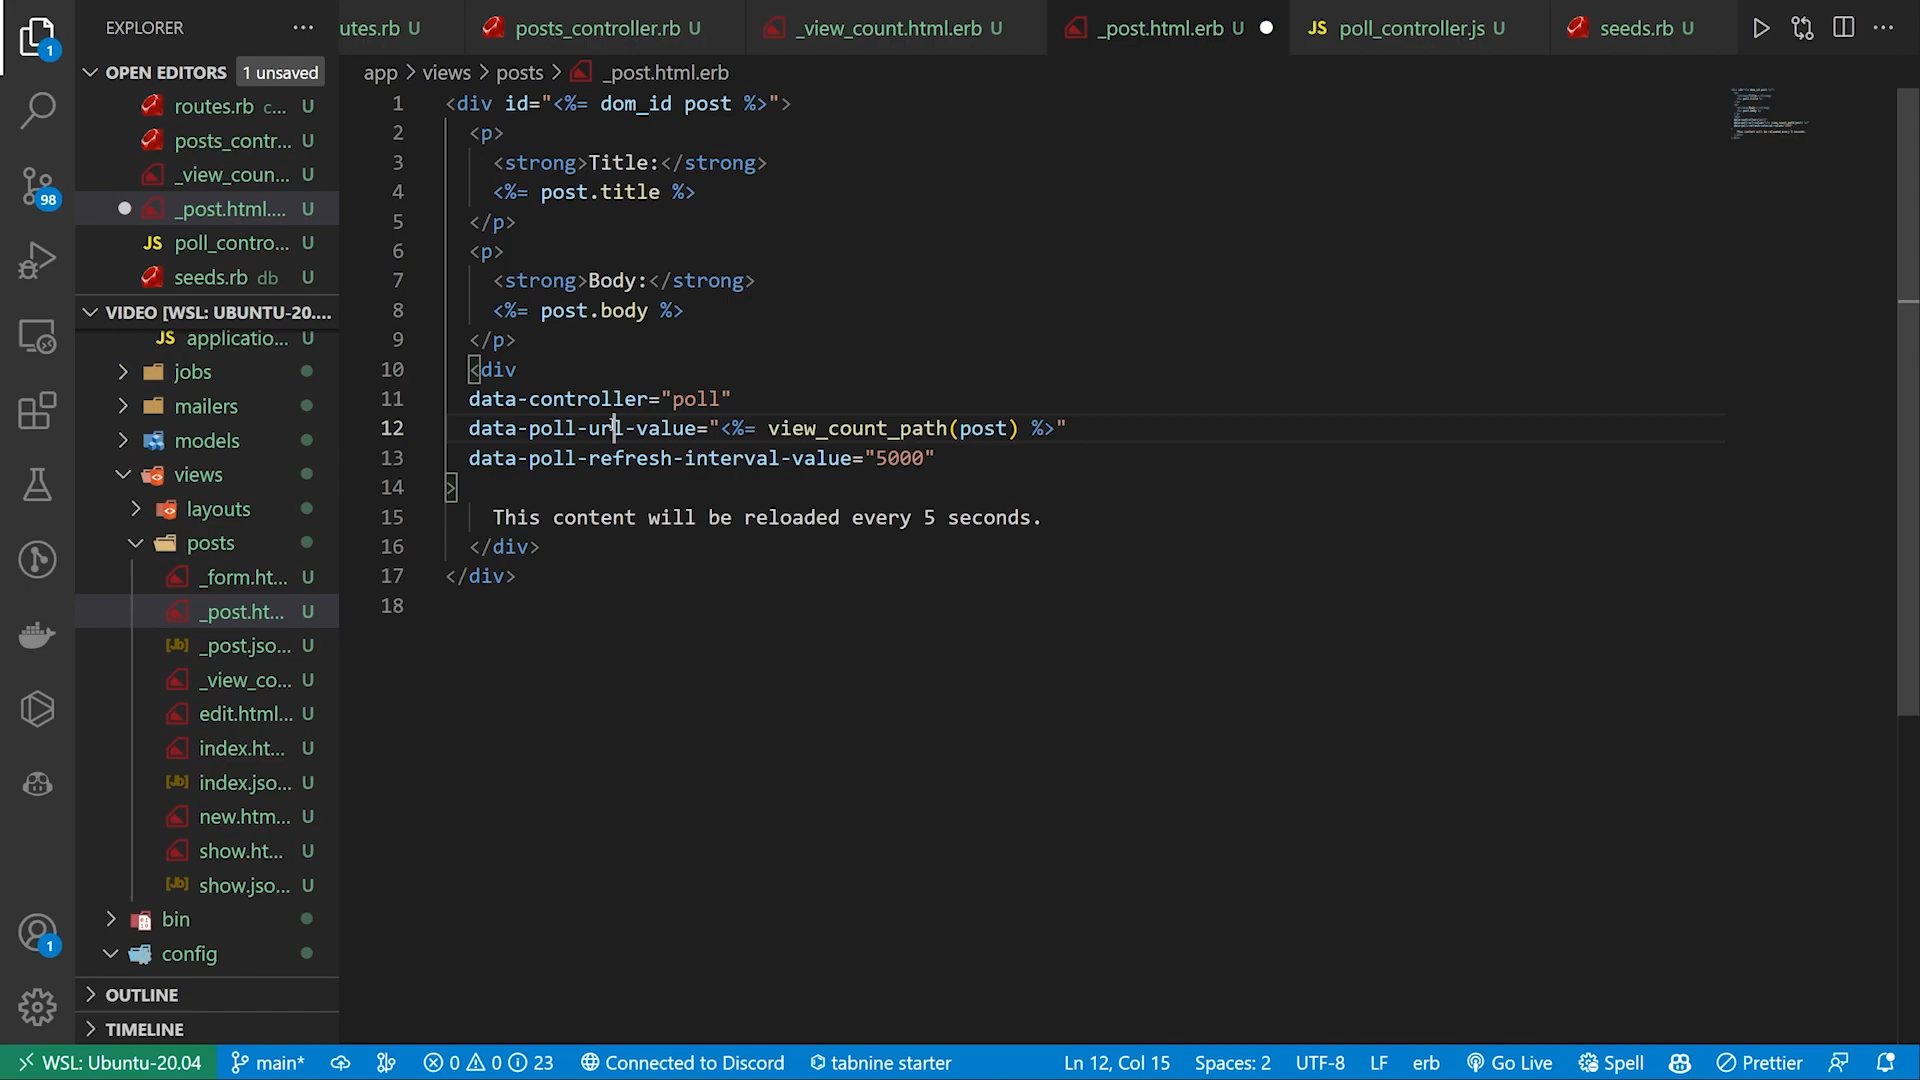 EXPLORER
utes.rb U
posts_controller.rb U
_view_count.html.erb U
_post.html.erb U
JS poll_controller.js U
seeds.rb U
1
OPEN EDITORS 1 unsaved
routes.rb c... U
posts_contr... U
_view_coun... U
_post.html.... U
JS poll_contro... U
seeds.rb db U
98
VIDEO [WSL: UBUNTU-20....
JS applicatio... U
jobs
mailers
models
views
layouts
posts
_form.ht... U
_post.ht... U
_post.jso... U
_view_co... U
edit.html... U
index.ht... U
index.jso... U
new.htm... U
show.ht... U
show.jso... U
bin
config
1
OUTLINE
TIMELINE
app > views > posts > _post.html.erb
1 <div id="<%= dom_id post %>">
2 <p>
3 <strong>Title:</strong>
4 <%= post.title %>
5 </p>
6 <p>
7 <strong>Body:</strong>
8 <%= post.body %>
9 </p>
10 <div
11 data-controller="poll"
12 data-poll-url-value="<%= view_count_path(post) %>"
13 data-poll-refresh-interval-value="5000"
14 >
15 This content will be reloaded every 5 seconds.
16 </div>
17 </div>
18
WSL: Ubuntu-20.04 main* 0 0 23 Connected to Discord tabnine starter Ln 12, Col 15 Spaces: 2 UTF-8 LF erb Go Live Spell Prettier